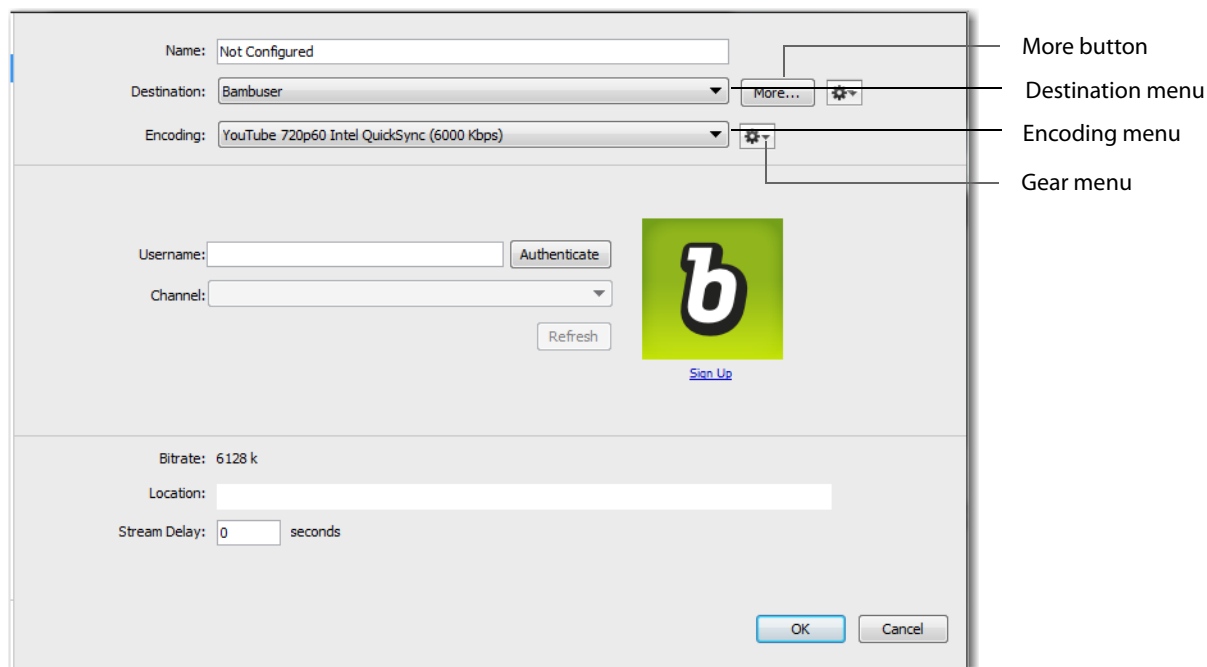 Name: Not Configured
More button
Destination: Bambuser More...
Destination menu
Encoding: YouTube 720p60 Intel QuickSync (6000 Kbps)
Encoding menu
Gear menu
Username: Authenticate
Channel:
Refresh
b
Sign Up
Bitrate: 6128 k
Location:
Stream Delay: 0 seconds
OK Cancel